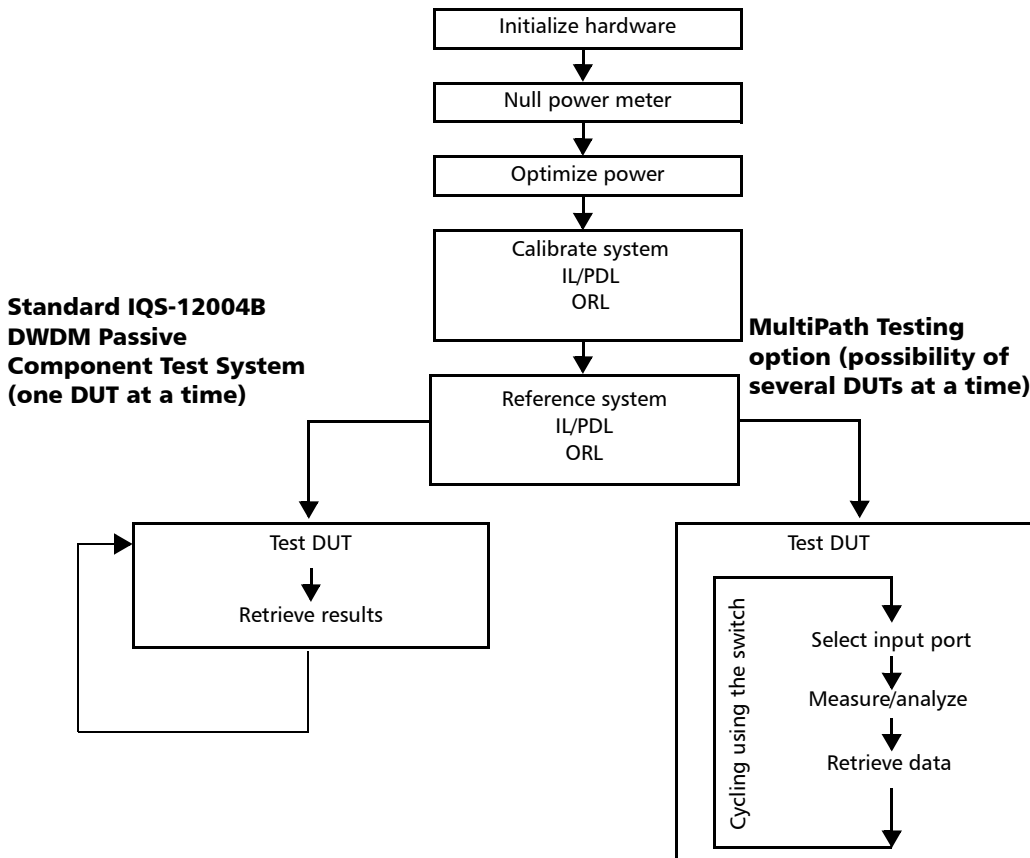 Initialize hardware
Null power meter
Optimize power
Calibrate system
IL/PDL
ORL
Standard IQS-12004B
DWDM Passive
Component Test System
(one DUT at a time)
MultiPath Testing
option (possibility of
several DUTs at a time)
Reference system
IL/PDL
ORL
Test DUT
Retrieve results
Test DUT
Cycling using the switch
Select input port
Measure/analyze
Retrieve data